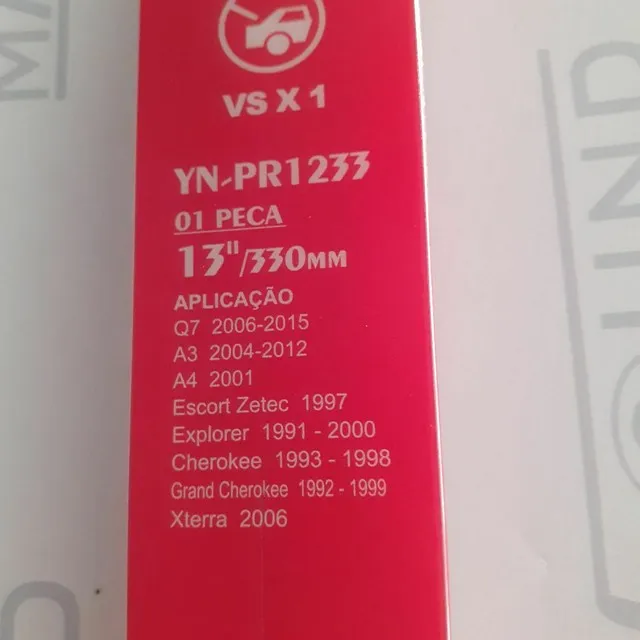 VS X 1
YN-PR1233
01 PECA
13"/330MM
APLICAÇÃO
Q7 2006-2015
A3 2004-2012
A4 2001
Escort Zetec 1997
Explorer 1991 - 2000
Cherokee 1993 - 1998
Grand Cherokee 1992 - 1999
Xterra 2006